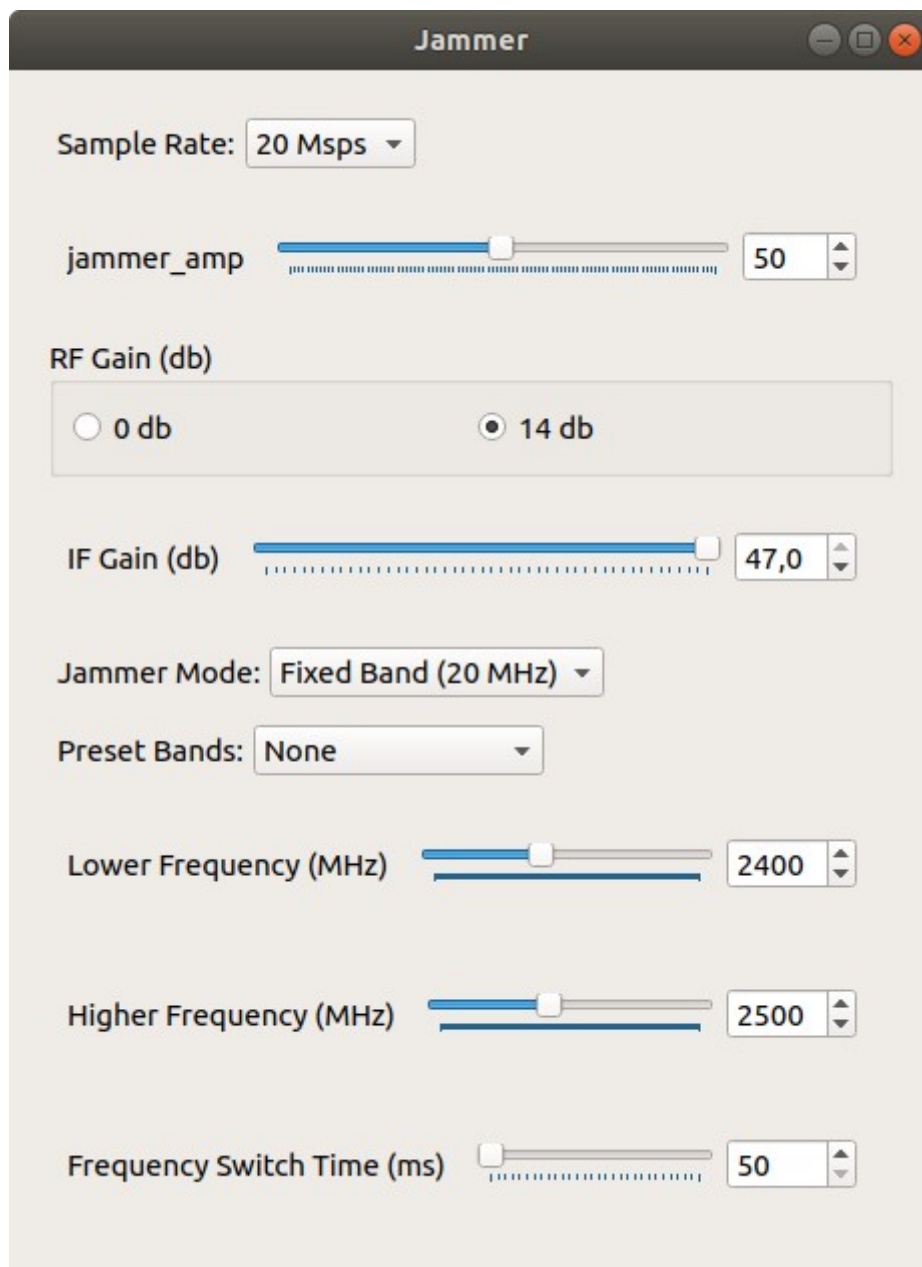 Jammer
Sample Rate: 20 Msps
jammer_amp 50
RF Gain (db)
0 db 14 db
IF Gain (db) 47,0
Jammer Mode: Fixed Band (20 MHz)
Preset Bands: None
Lower Frequency (MHz) 2400
Higher Frequency (MHz) 2500
Frequency Switch Time (ms) 50